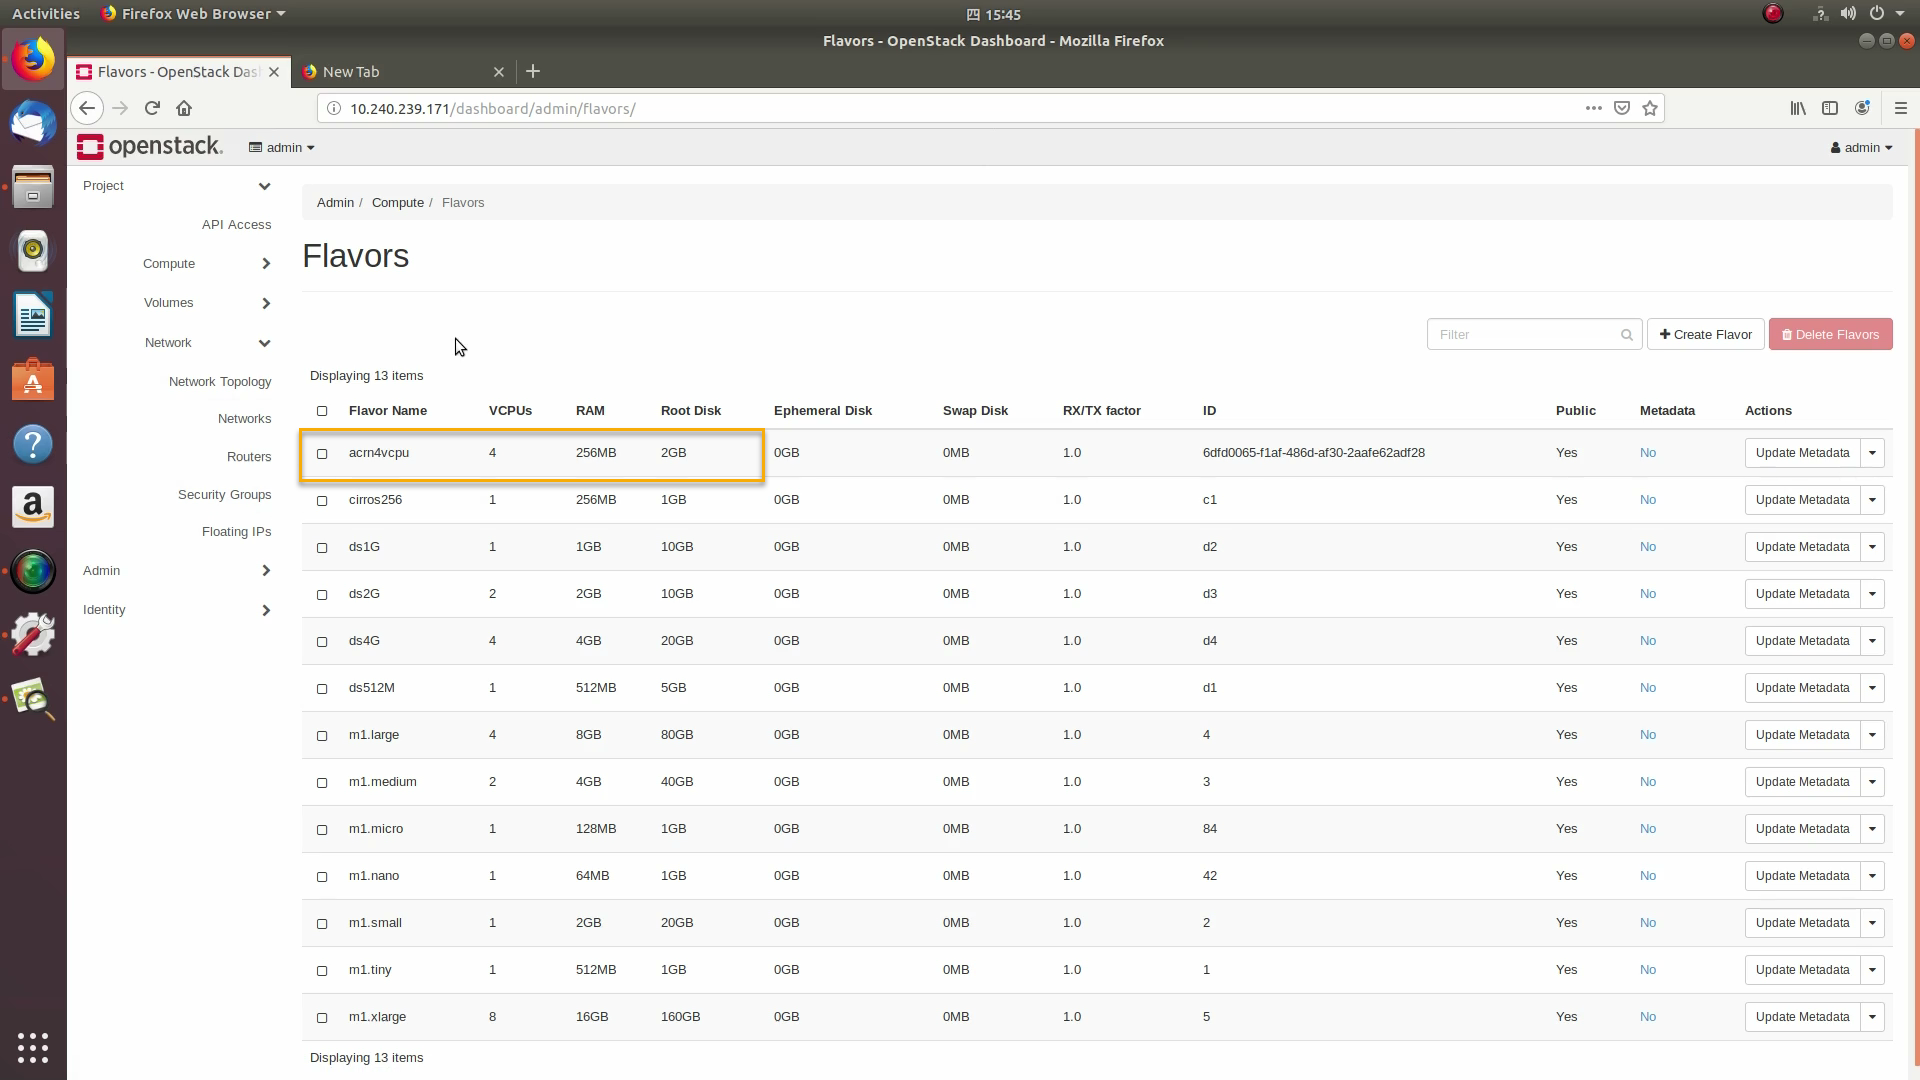 Activities Firefox Web Browser 四 15:45
Flavors - OpenStack Dashboard - Mozilla Firefox
Flavors - OpenStack Das New Tab
10.240.239.171/dashboard/admin/flavors/
openstack. admin admin
Project
API Access
Compute
Volumes
Network
Network Topology
Networks
Routers
Security Groups
Floating IPs
Admin
Identity
Admin / Compute / Flavors
Flavors
Filter Create Flavor Delete Flavors
Displaying 13 items
Flavor Name VCPUs RAM Root Disk Ephemeral Disk Swap Disk RX/TX factor ID Public Metadata Actions
acrn4vcpu 4 256MB 2GB 0GB 0MB 1.0 6dfd0065-f1af-486d-af30-2aafe62adf28 Yes No Update Metadata
cirros256 1 256MB 1GB 0GB 0MB 1.0 c1 Yes No Update Metadata
ds1G 1 1GB 10GB 0GB 0MB 1.0 d2 Yes No Update Metadata
ds2G 2 2GB 10GB 0GB 0MB 1.0 d3 Yes No Update Metadata
ds4G 4 4GB 20GB 0GB 0MB 1.0 d4 Yes No Update Metadata
ds512M 1 512MB 5GB 0GB 0MB 1.0 d1 Yes No Update Metadata
m1.large 4 8GB 80GB 0GB 0MB 1.0 4 Yes No Update Metadata
m1.medium 2 4GB 40GB 0GB 0MB 1.0 3 Yes No Update Metadata
m1.micro 1 128MB 1GB 0GB 0MB 1.0 84 Yes No Update Metadata
m1.nano 1 64MB 1GB 0GB 0MB 1.0 42 Yes No Update Metadata
m1.small 1 2GB 20GB 0GB 0MB 1.0 2 Yes No Update Metadata
m1.tiny 1 512MB 1GB 0GB 0MB 1.0 1 Yes No Update Metadata
m1.xlarge 8 16GB 160GB 0GB 0MB 1.0 5 Yes No Update Metadata
Displaying 13 items